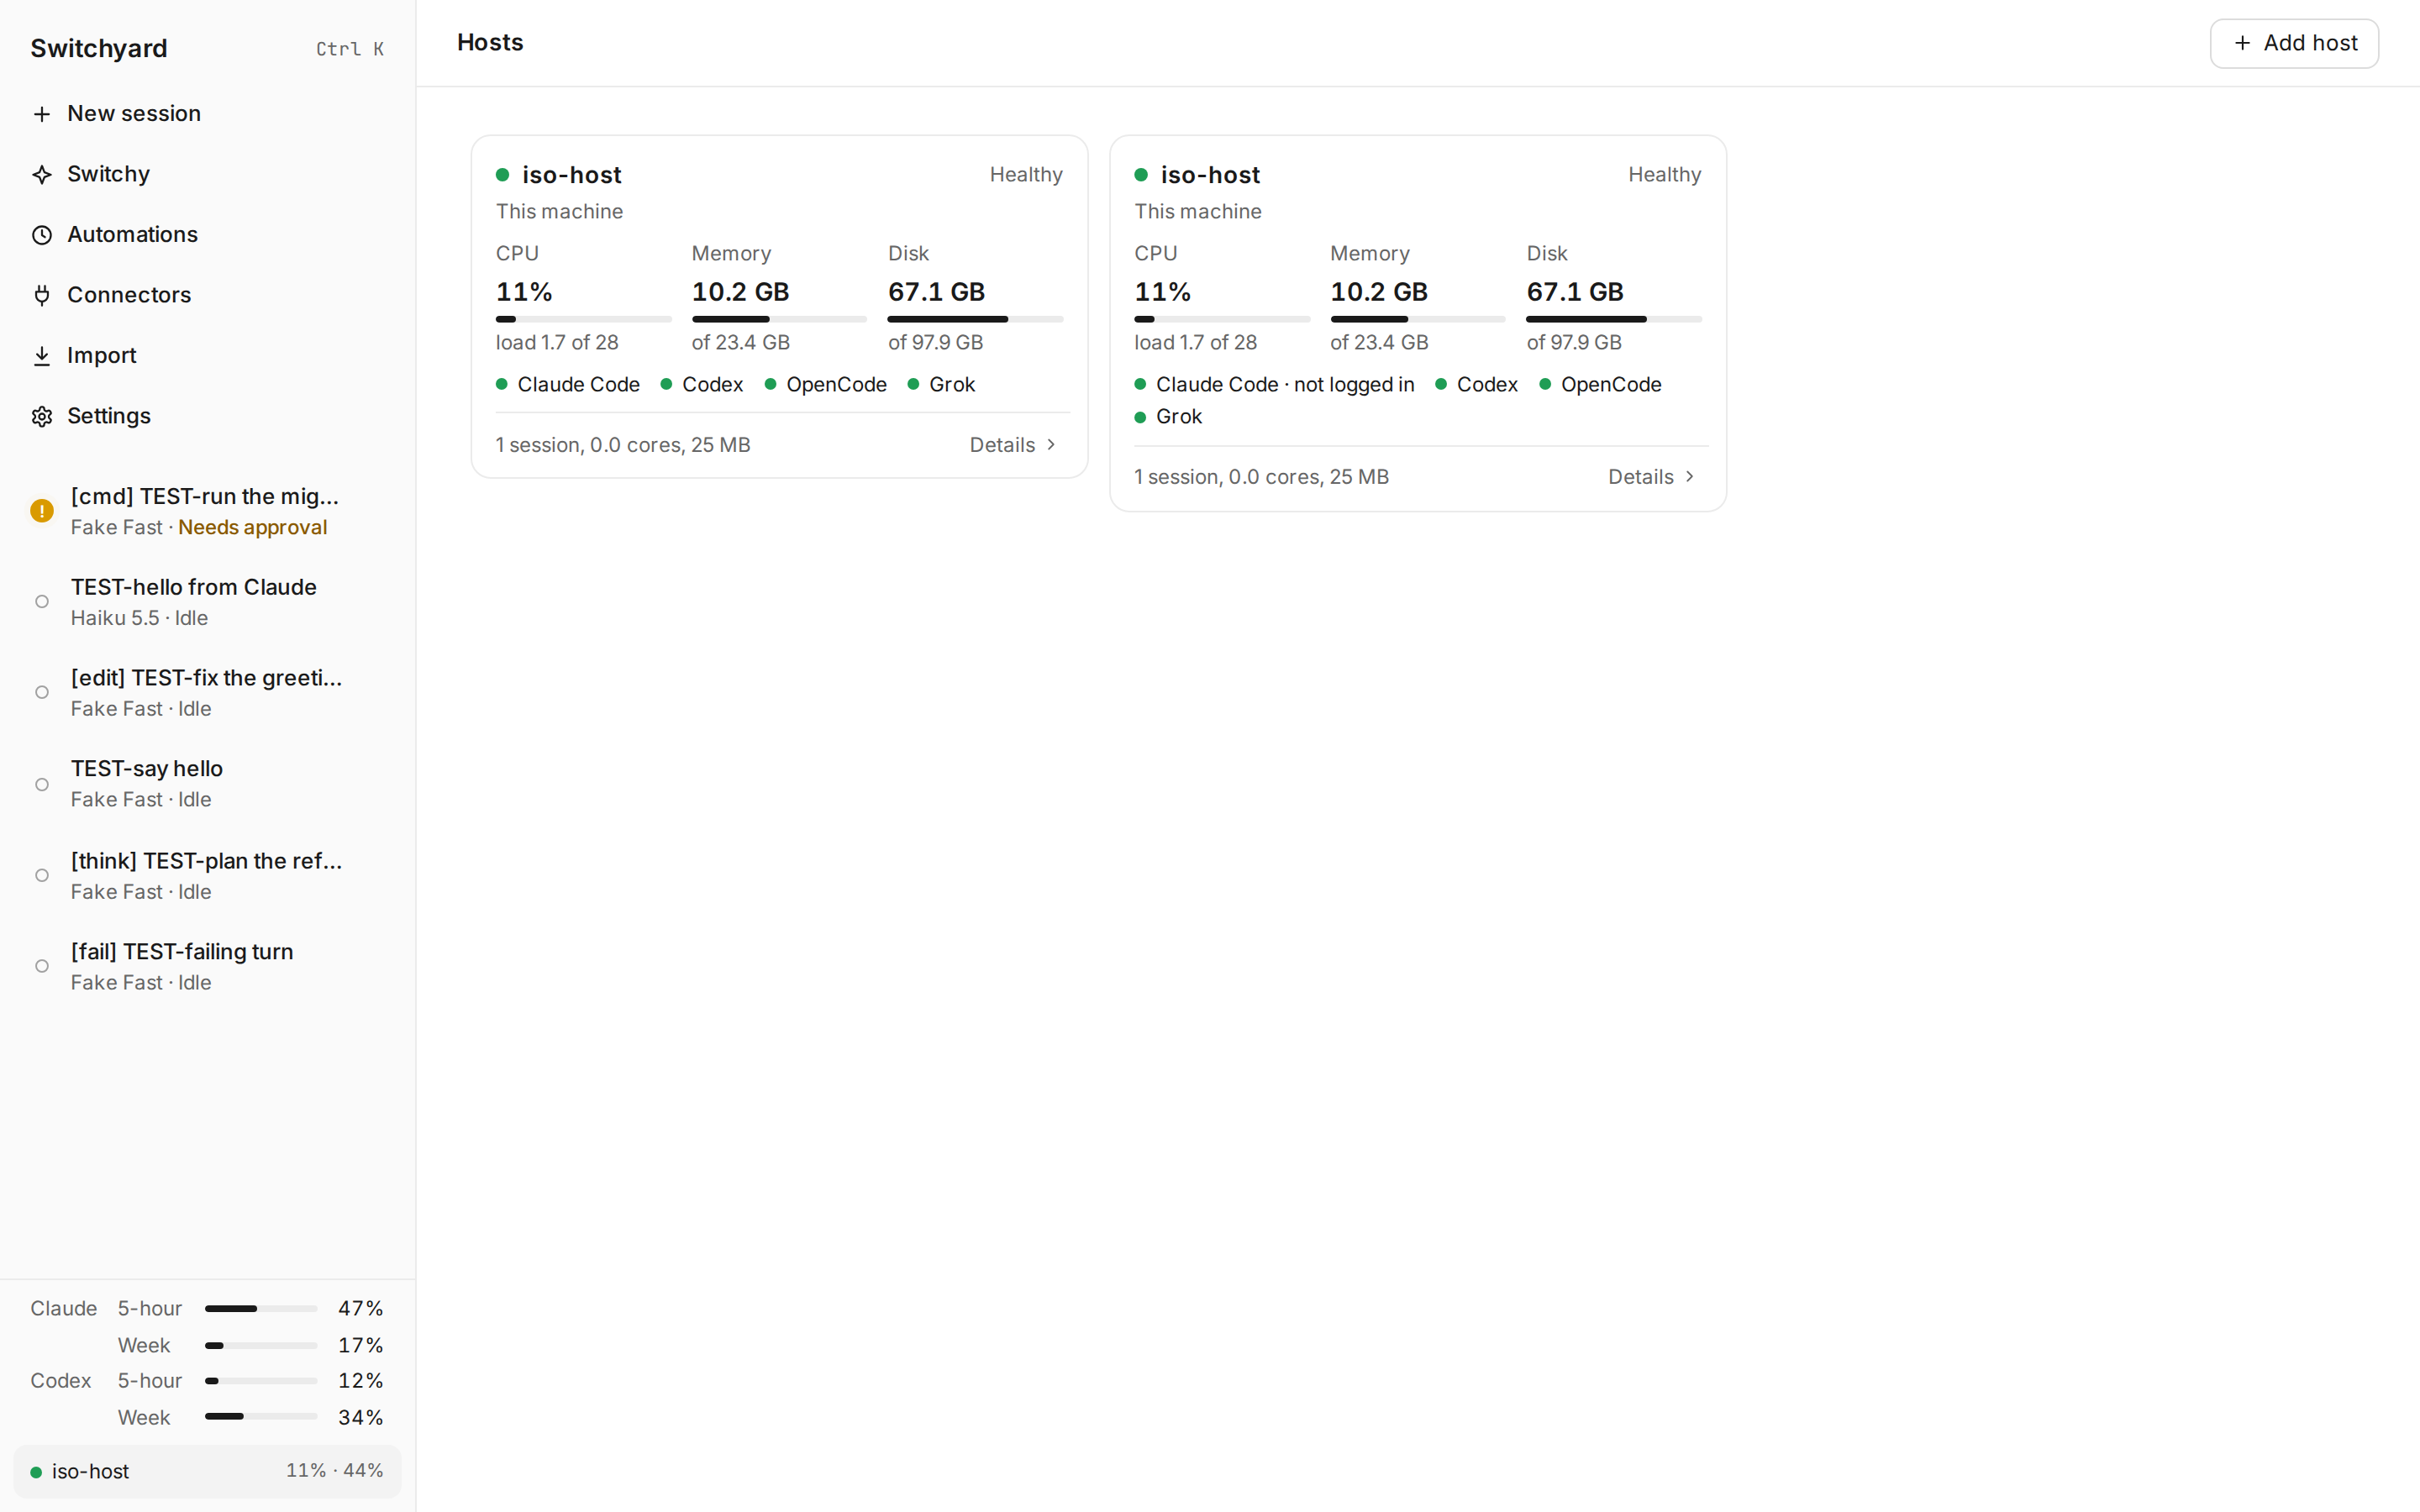 Switchyard
Ctrl K
New session
Switchy
Automations
Connectors
Import
Settings
[cmd] TEST-run the mig...
Fake Fast · Needs approval
TEST-hello from Claude
Haiku 5.5 · Idle
[edit] TEST-fix the greeti...
Fake Fast · Idle
TEST-say hello
Fake Fast · Idle
[think] TEST-plan the ref...
Fake Fast · Idle
[fail] TEST-failing turn
Fake Fast · Idle
Claude 5-hour 47%
Week 17%
Codex 5-hour 12%
Week 34%
iso-host 11% · 44%
Hosts
Add host
iso-host Healthy
This machine
CPU Memory Disk
11% 10.2 GB 67.1 GB
load 1.7 of 28 of 23.4 GB of 97.9 GB
Claude Code Codex OpenCode Grok
1 session, 0.0 cores, 25 MB Details
iso-host Healthy
This machine
CPU Memory Disk
11% 10.2 GB 67.1 GB
load 1.7 of 28 of 23.4 GB of 97.9 GB
Claude Code · not logged in Codex OpenCode
Grok
1 session, 0.0 cores, 25 MB Details